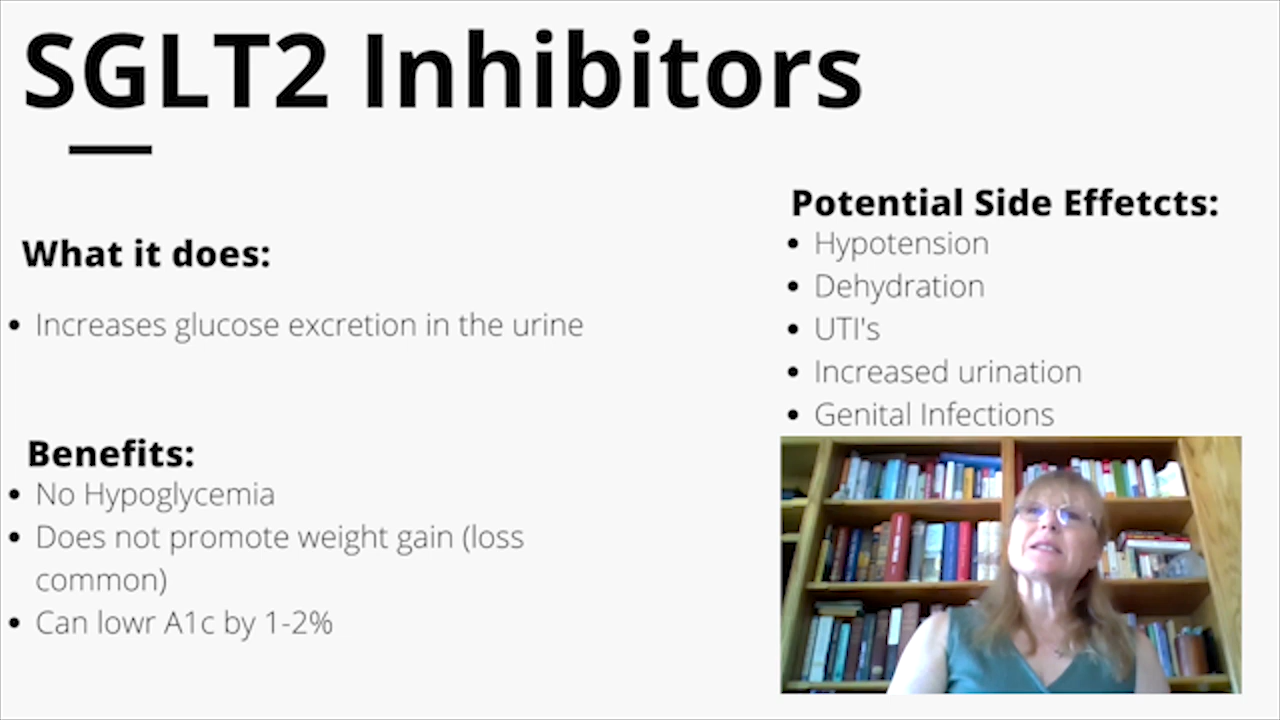 SGLT2 Inhibitors
What it does:
• Increases glucose excretion in the urine
Benefits:
• No Hypoglycemia
• Does not promote weight gain (loss
common)
• Can lowr A1c by 1-2%
Potential Side Effetcts:
• Hypotension
• Dehydration
• UTI's
• Increased urination
• Genital Infections